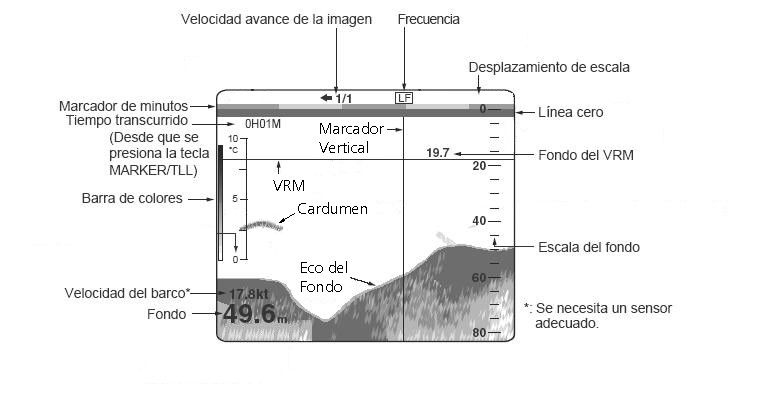 Velocidad avance de la imagen
Frecuencia
Desplazamiento de escala
1/1
LF
Marcador de minutos
Tiempo transcurrido
(Desde que se
presiona la tecla
MARKER/TLL)
0H01M
0
Línea cero
Marcador
Vertical
10
°C
19.7
Fondo del VRM
20
VRM
Barra de colores
5
Cardumen
40
Escala del fondo
0
Eco del
Fondo
60
Velocidad del barco*
17.8kt
Fondo
49.6m
80
*: Se necesita un sensor
adecuado.